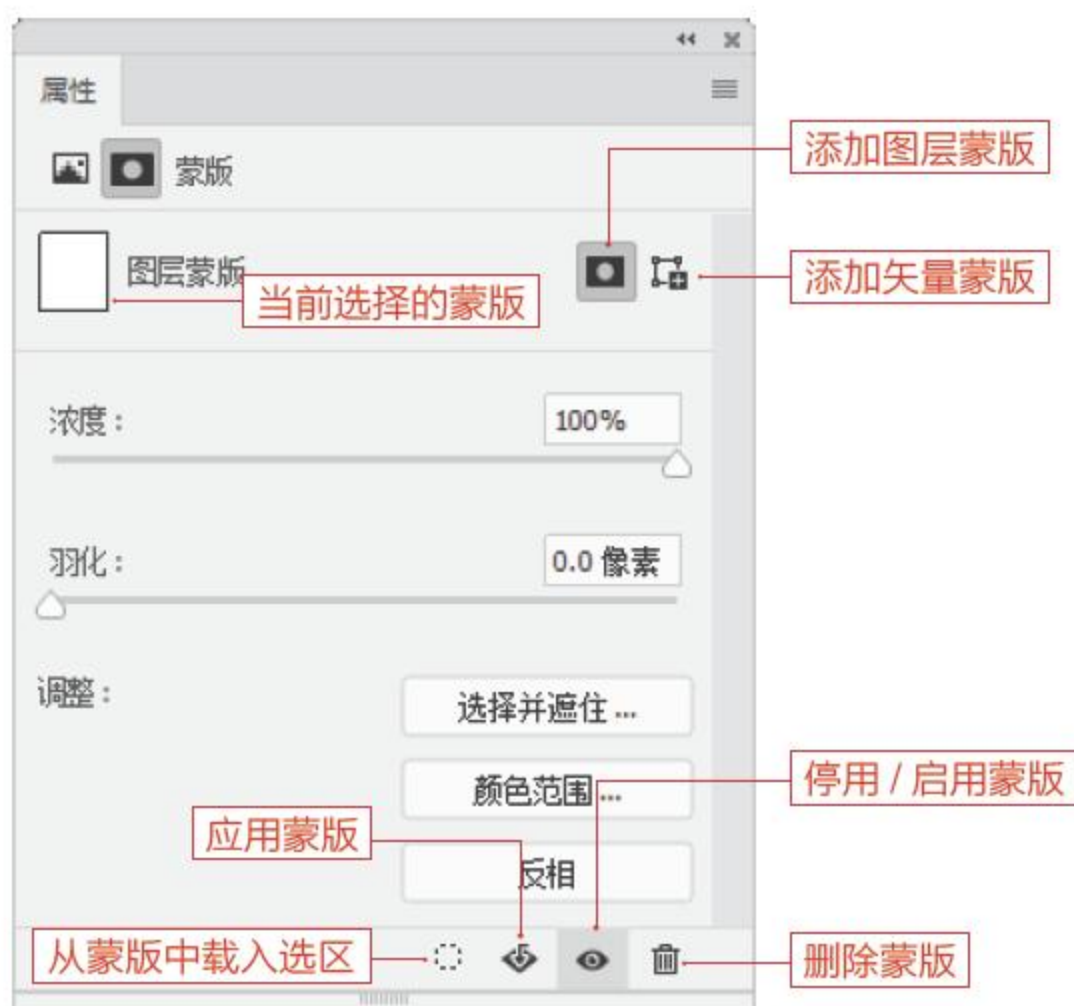 属性
蒙版
添加图层蒙版
图层蒙版
当前选择的蒙版
添加矢量蒙版
浓度：
100%
羽化：
0.0 像素
调整：
选择并遮住 ...
颜色范围 ...
停用 / 启用蒙版
应用蒙版
反相
从蒙版中载入选区
删除蒙版